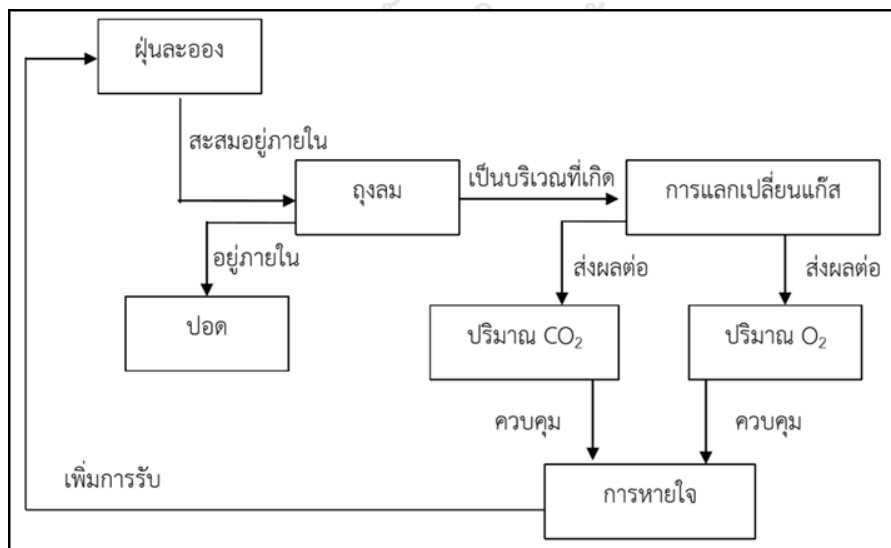 ฝุ่นละออง
สะสมอยู่ภายใน
ถุงลม
เป็นบริเวณที่เกิด
การแลกเปลี่ยนแก๊ส
อยู่ภายใน
ส่งผลต่อ
ส่งผลต่อ
ปอด
ปริมาณ CO₂
ปริมาณ O₂
ควบคุม
ควบคุม
เพิ่มการรับ
การหายใจ